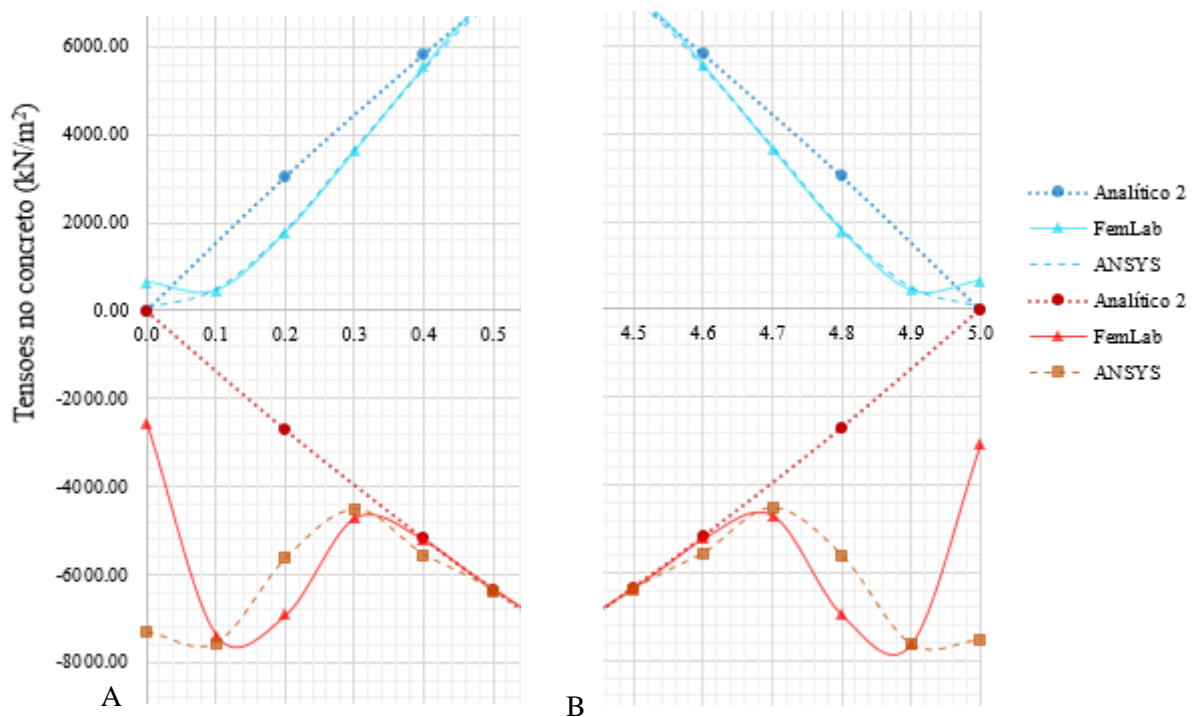 Tensões no concreto (kN/m²)
6000.00
4000.00
2000.00
0.00
-2000.00
-4000.00
-6000.00
-8000.00
0.0 0.1 0.2 0.3 0.4 0.5
4.5 4.6 4.7 4.8 4.9 5.0
Analítico 2
FemLab
ANSYS
Analítico 2
FemLab
ANSYS
A
B